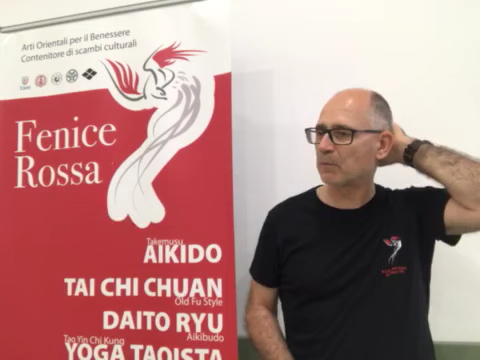 Arti Orientali per il Benessere
Contenitore di scambi culturali
Fenice
Rossa
Takemusu
AIKIDO
TAI CHI CHUAN
Old Fu Style
DAITO RYU
Aikibudo
Tao Yin Chi Kung
YOGA TAOISTA